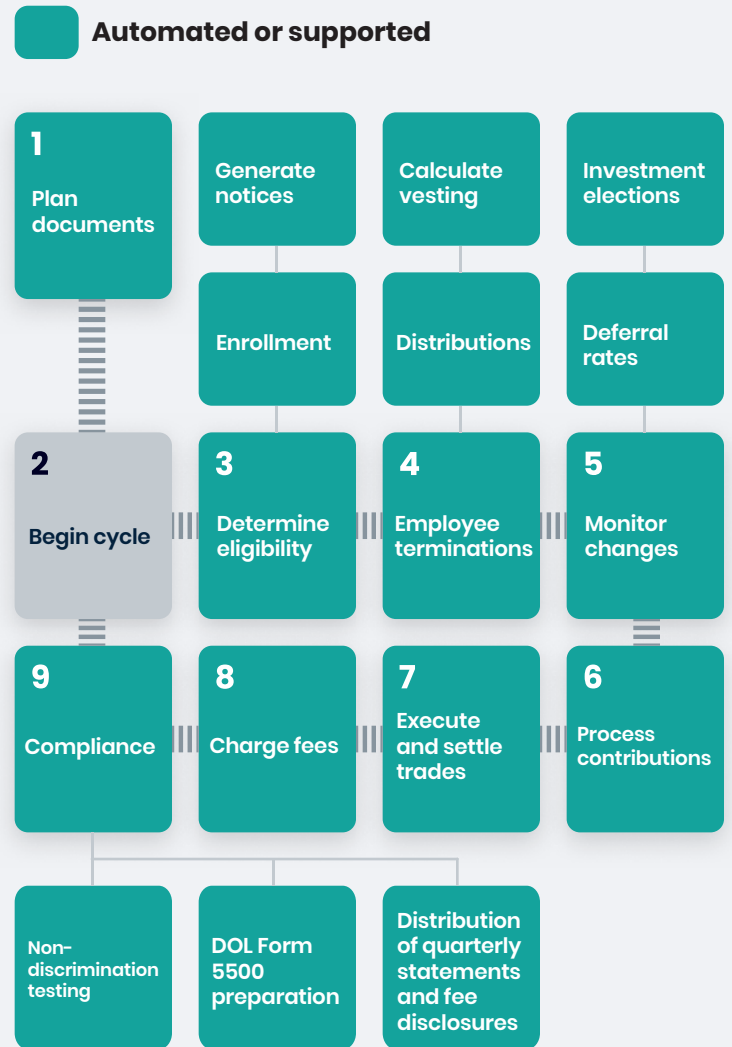 Automated or supported
1
Plan
documents
Generate
notices
Calculate
vesting
Investment
elections
Enrollment
Distributions
Deferral
rates
2
Begin cycle
3
Determine
eligibility
4
Employee
terminations
5
Monitor
changes
9
Compliance
8
Charge fees
7
Execute
and settle
trades
6
Process
contributions
Non-
discrimination
testing
DOL Form
5500
preparation
Distribution
of quarterly
statements
and fee
disclosures